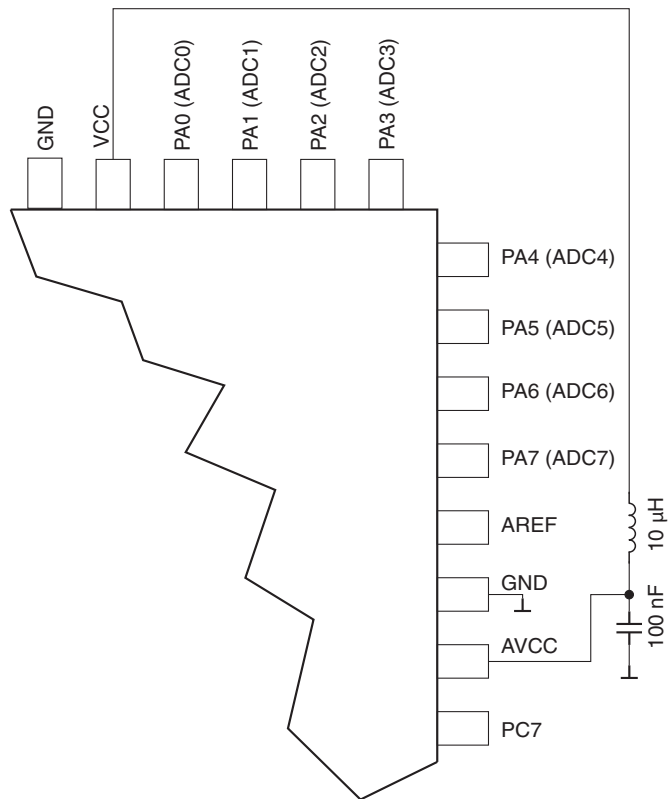 GND
VCC
PA0 (ADC0)
PA1 (ADC1)
PA2 (ADC2)
PA3 (ADC3)
PA4 (ADC4)
PA5 (ADC5)
PA6 (ADC6)
PA7 (ADC7)
AREF
GND
AVCC
PC7
10 µH
100 nF